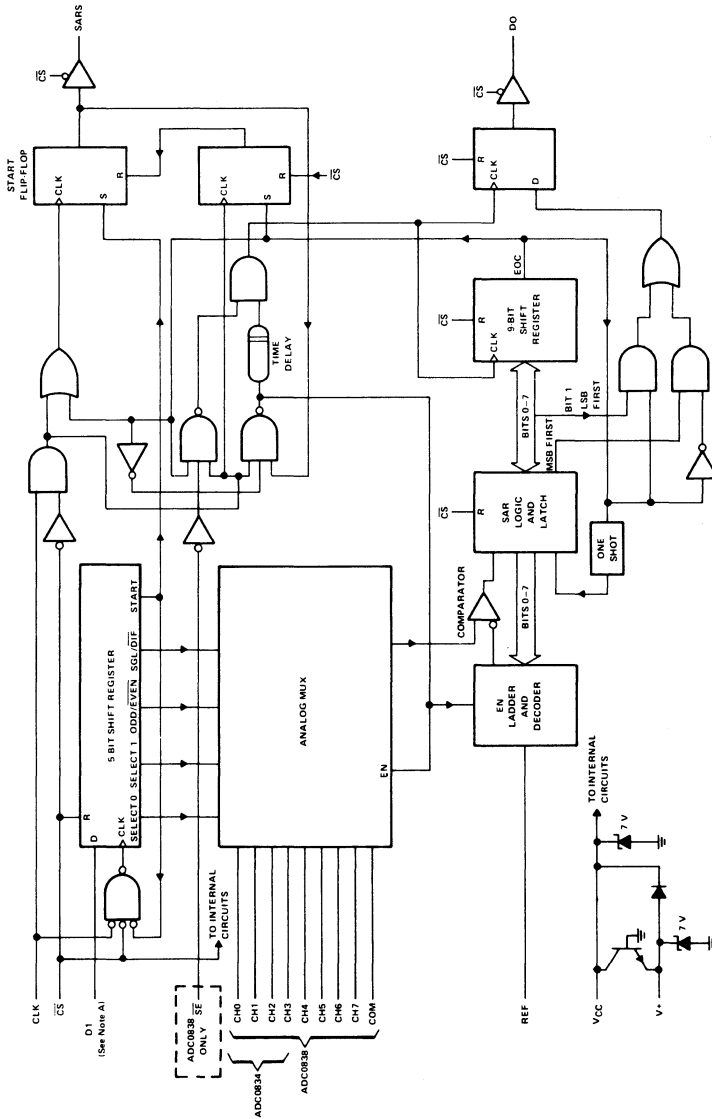 CLK
CS
D1
(See Note A)
5 BIT SHIFT REGISTER
R
D
CLK
SELECT 0
SELECT 1
ODD/EVEN
SGL/DIF
START
TO INTERNAL
CIRCUITS
ADC0838
ONLY
SE
CH0
CH1
CH2
CH3
CH4
CH5
CH6
CH7
COM
ADC0834
ADC0838
ANALOG MUX
EN
START
FLIP-FLOP
CLK
S
R
CS
SARS
CLK
S
R
CS
TIME
DELAY
COMPARATOR
REF
EN
LADDER
AND
DECODER
BITS 0-7
CS
R
SAR
LOGIC
AND
LATCH
ONE
SHOT
MSB FIRST
BITS 0-7
BIT 1
LSB
FIRST
CS
R
CLK
9-BIT
SHIFT
REGISTER
EOC
CS
R
CLK
D
CS
DO
VCC
V+
TO INTERNAL
CIRCUITS
7 V
7 V